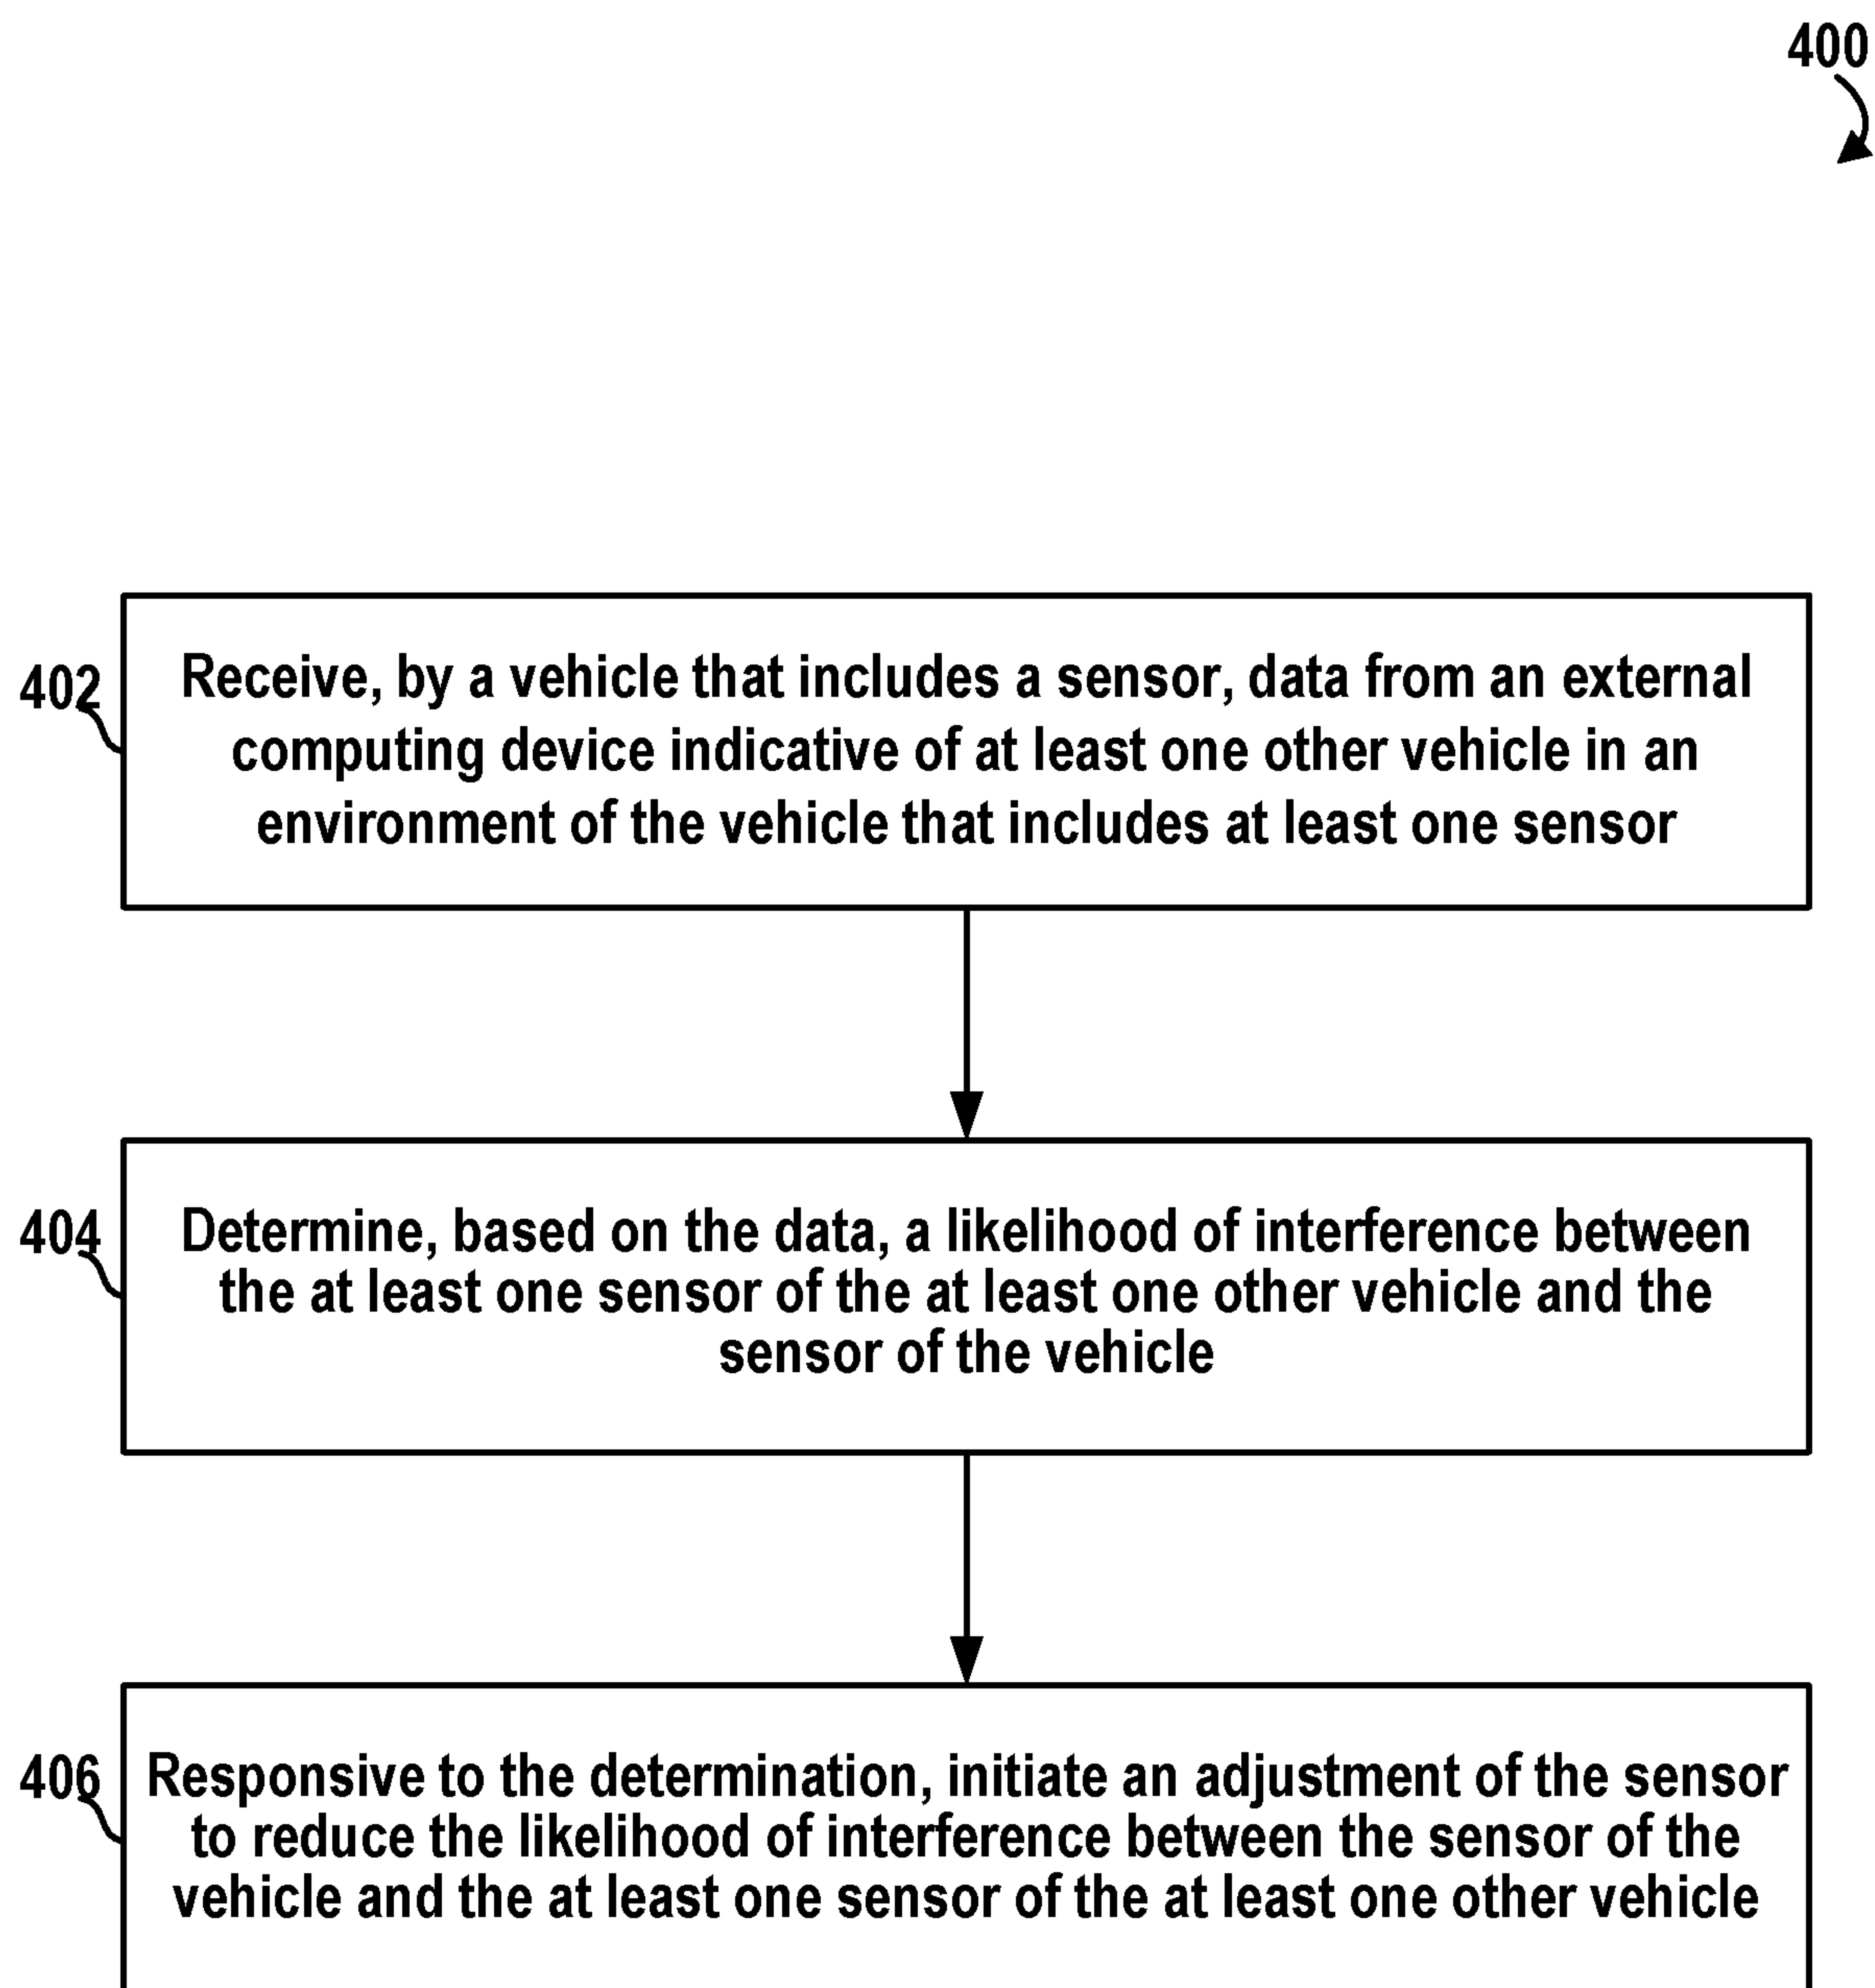 400
402
Receive, by a vehicle that includes a sensor, data from an external
computing device indicative of at least one other vehicle in an
environment of the vehicle that includes at least one sensor
404
Determine, based on the data, a likelihood of interference between
the at least one sensor of the at least one other vehicle and the
sensor of the vehicle
406
Responsive to the determination, initiate an adjustment of the sensor
to reduce the likelihood of interference between the sensor of the
vehicle and the at least one sensor of the at least one other vehicle